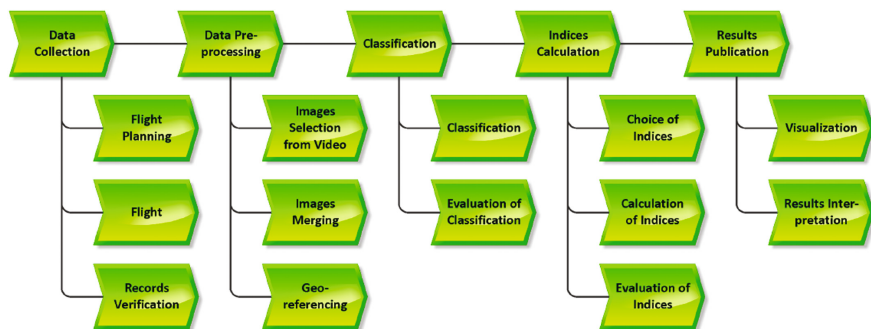 Data
Collection
Data Pre-
processing
Classification
Indices
Calculation
Results
Publication
Flight
Planning
Images
Selection
from Video
Classification
Choice of
Indices
Visualization
Flight
Images
Merging
Evaluation of
Classification
Calculation
of Indices
Results Inter-
pretation
Records
Verification
Geo-
referencing
Evaluation of
Indices